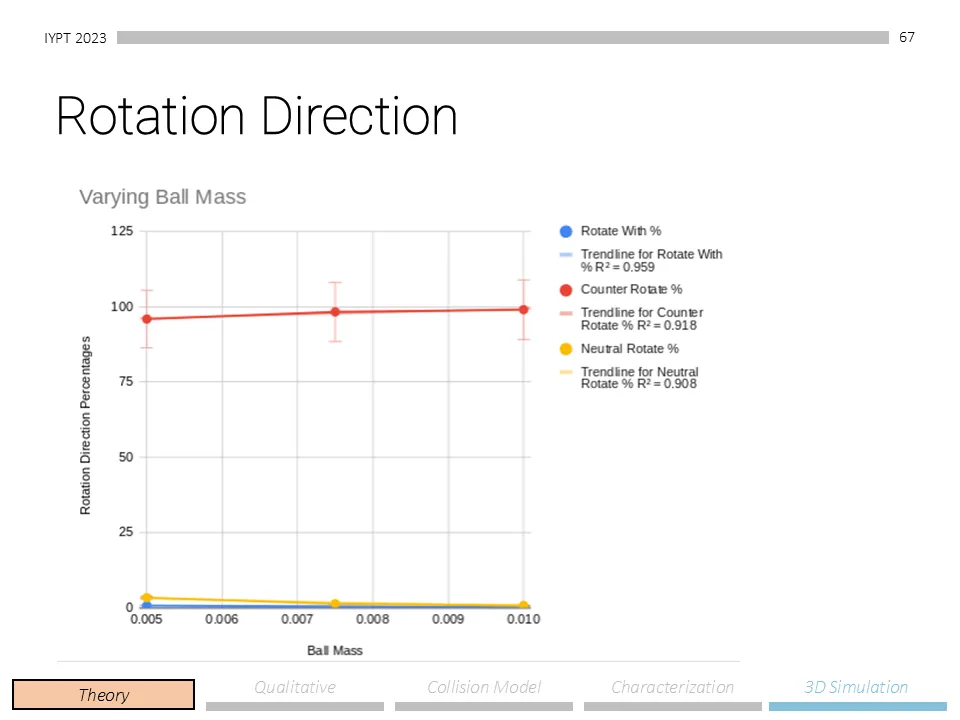 IYPT 2023
67
Rotation Direction
Varying Ball Mass
125
100
75
50
25
0
Rotation Direction Percentages
0.005 0.006 0.007 0.008 0.009 0.010
Ball Mass
Rotate With %
Trendline for Rotate With
% R² = 0.959
Counter Rotate %
Trendline for Counter
Rotate % R² = 0.918
Neutral Rotate %
Trendline for Neutral
Rotate % R² = 0.908
Theory
Qualitative
Collision Model
Characterization
3D Simulation